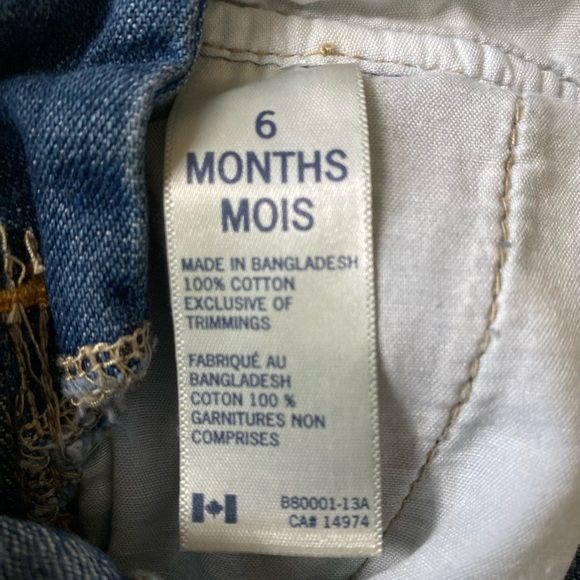 6
MONTHS
MOIS
MADE IN BANGLADESH
100% COTTON
EXCLUSIVE OF
TRIMMINGS
FABRIQUÉ AU
BANGLADESH
COTON 100 %
GARNITURES NON
COMPRISES
B80001-13A
CA# 14974